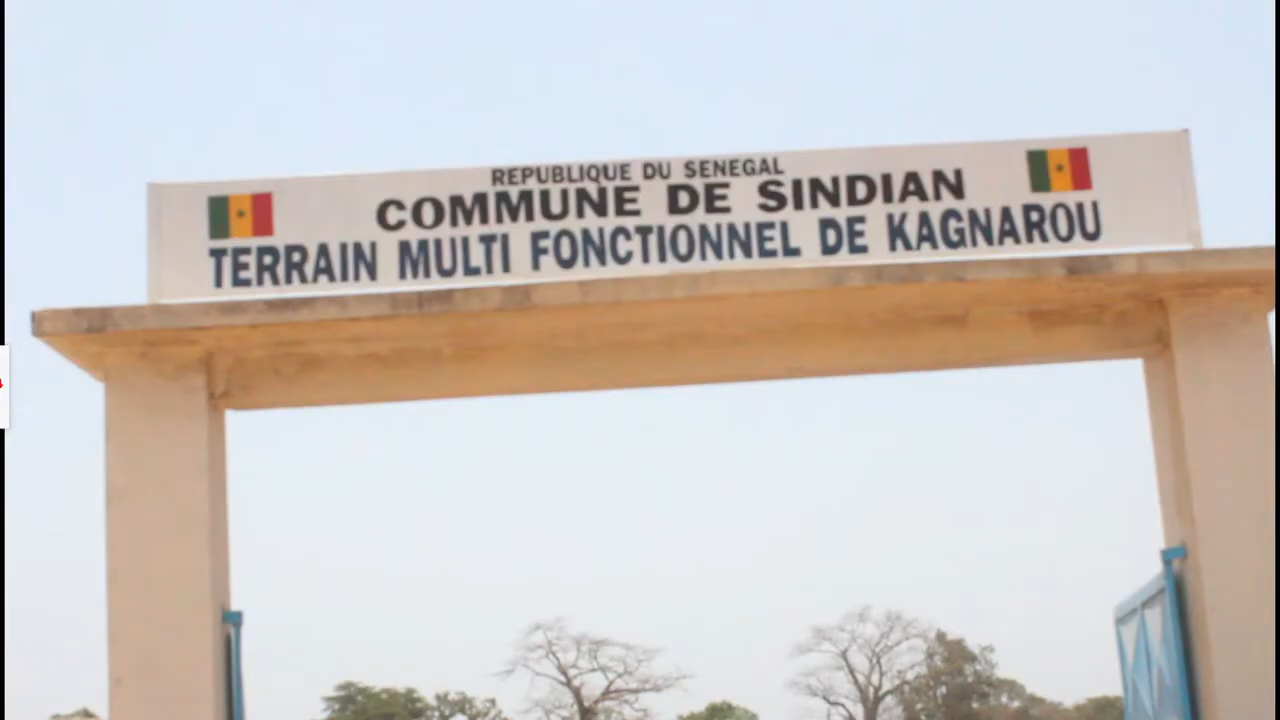 REPUBLIQUE DU SENEGAL
COMMUNE DE SINDIAN
TERRAIN MULTI FONCTIONNEL DE KAGNAROU